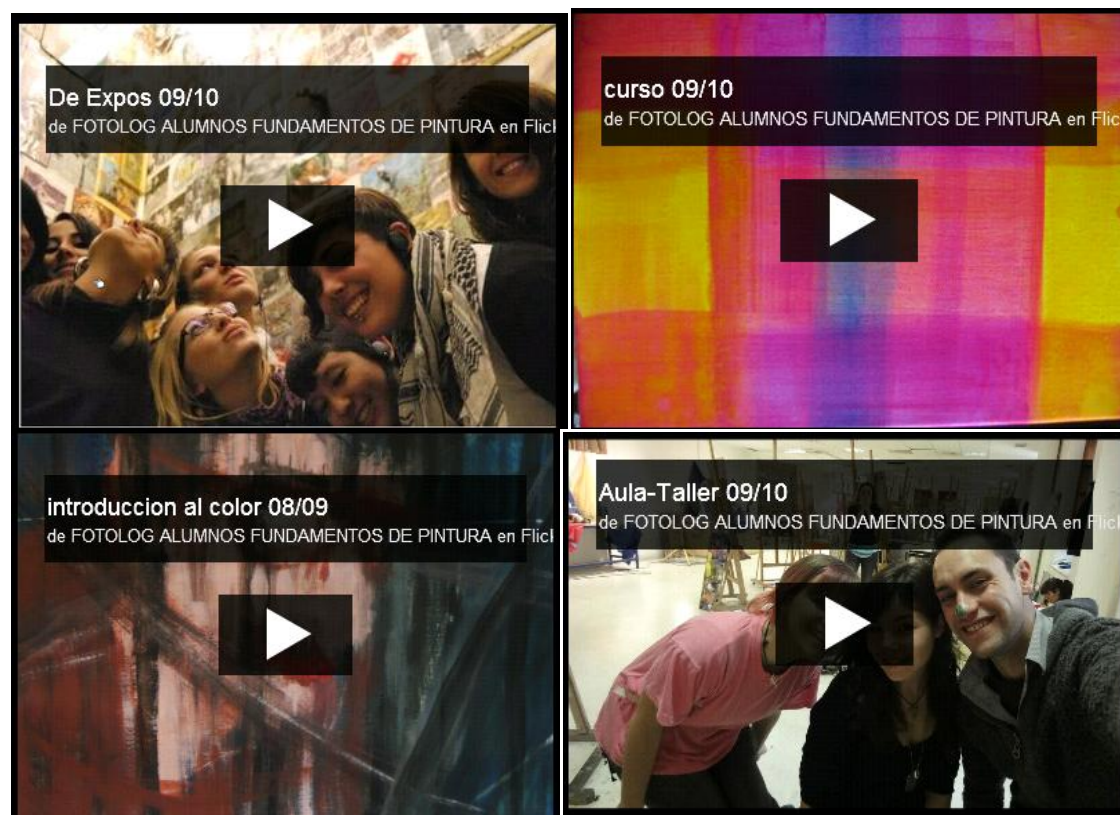 De Expos 09/10
de FOTOLOG ALUMNOS FUNDAMENTOS DE PINTURA en
curso 09/10
de FOTOLOG ALUMNOS FUNDAMENTOS DE PINTURA en
introduccion al color 08/09
de FOTOLOG ALUMNOS FUNDAMENTOS DE PINTURA en
Aula-Taller 09/10
de FOTOLOG ALUMNOS FUNDAMENTOS DE PINTURA en